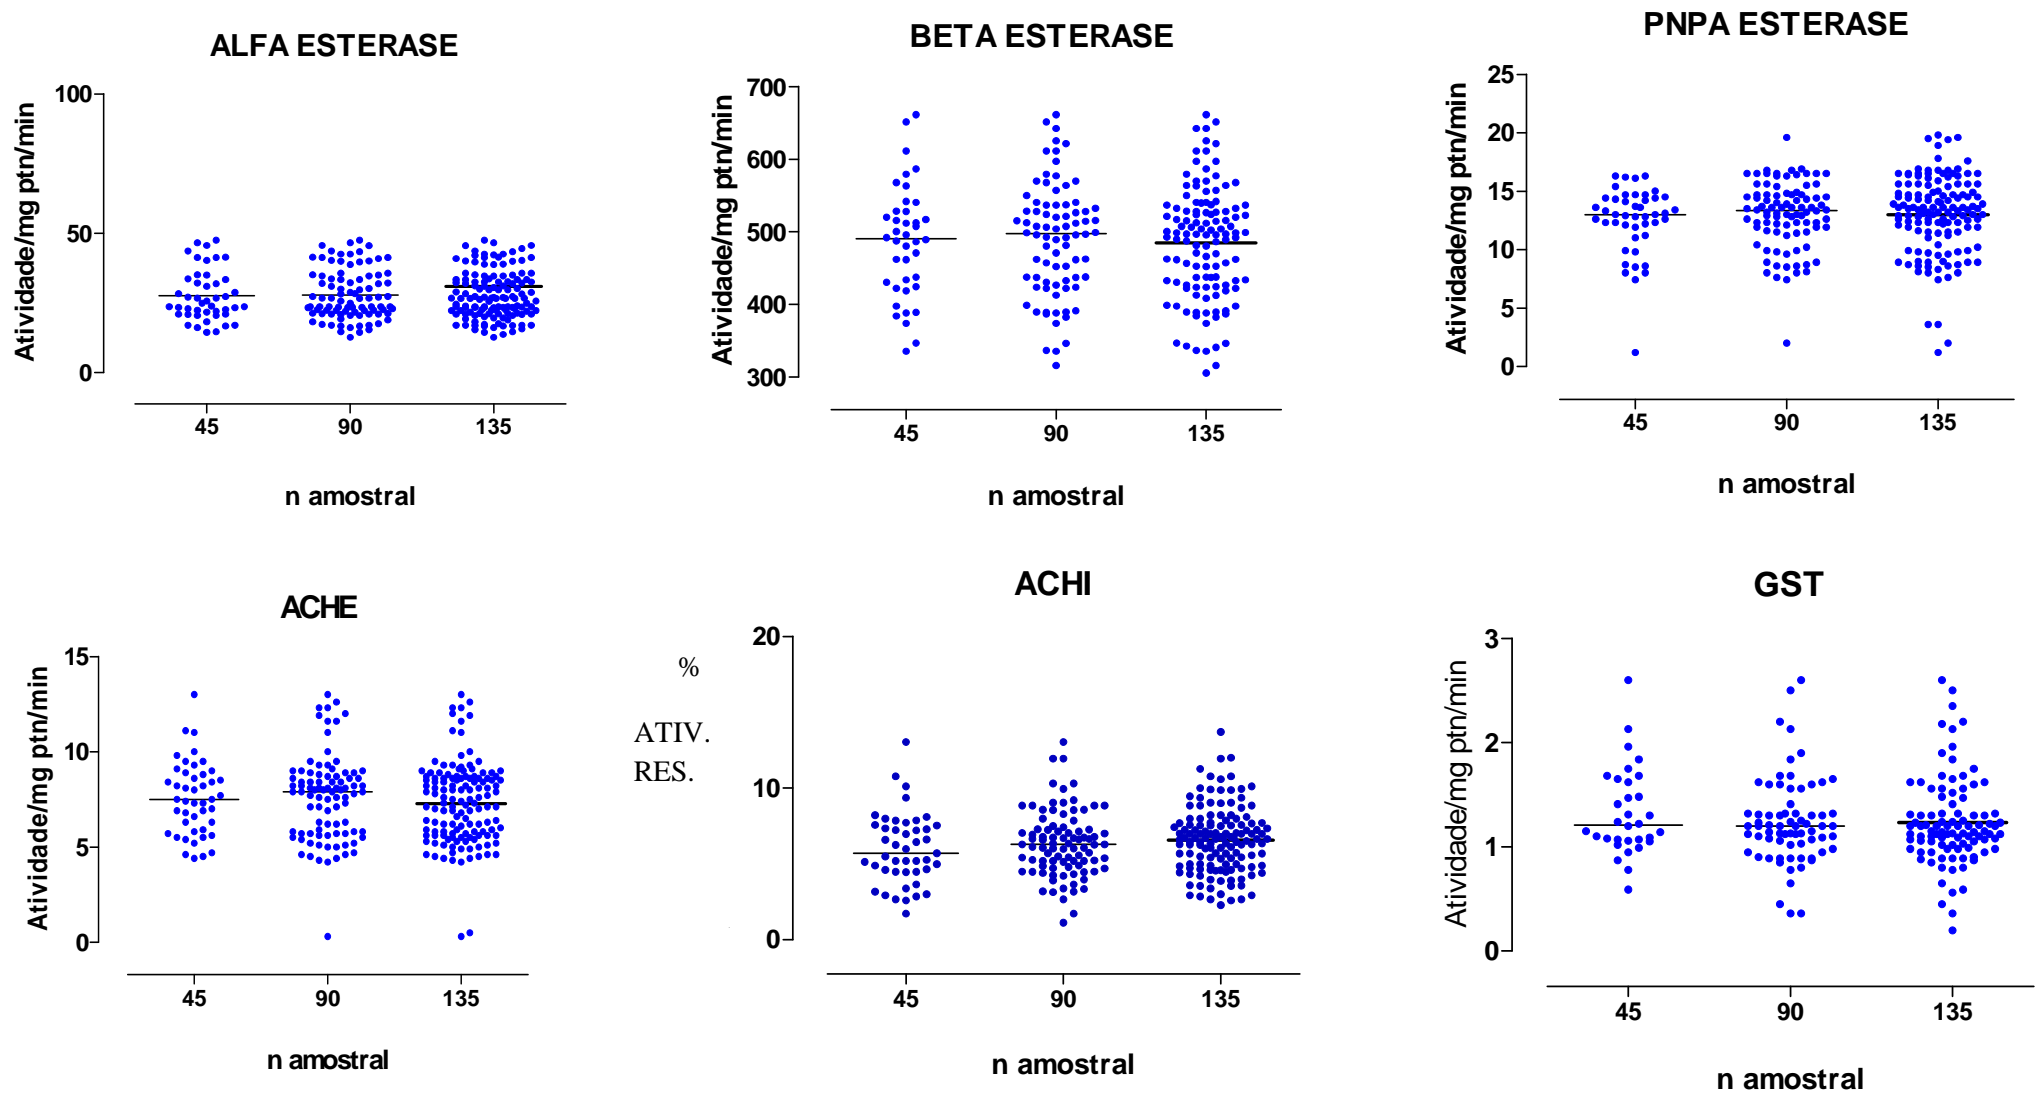 ALFA ESTERASE
Atividade/mg ptn/min
100
50
0
45 90 135
n amostral
BETA ESTERASE
Atividade/mg ptn/min
700
600
500
400
300
45 90 135
n amostral
PNPA ESTERASE
Atividade/mg ptn/min
25
20
15
10
5
0
45 90 135
n amostral
ACHE
Atividade/mg ptn/min
15
10
5
0
45 90 135
n amostral
ACHI
%
ATIV.
RES.
20
10
0
45 90 135
n amostral
GST
Atividade/mg ptn/min
3
2
1
0
45 90 135
n amostral